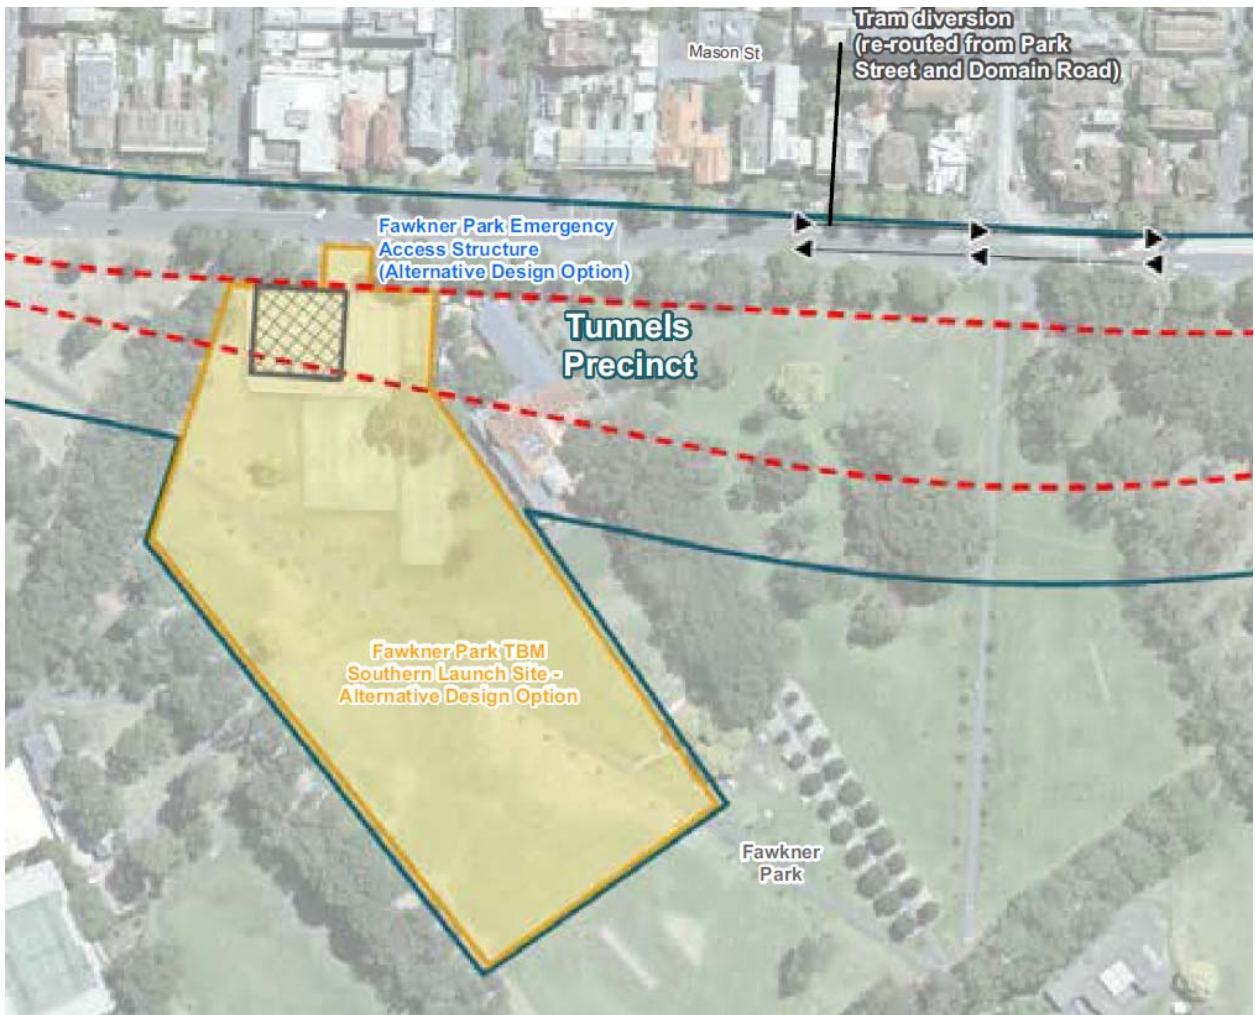 Tram diversion
(re-routed from Park
Street and Domain Road)
Mason St
Fawkner Park Emergency
Access Structure
(Alternative Design Option)
Tunnels
Precinct
Fawkner Park TBM
Southern Launch Site -
Alternative Design Option
Fawkner
Park